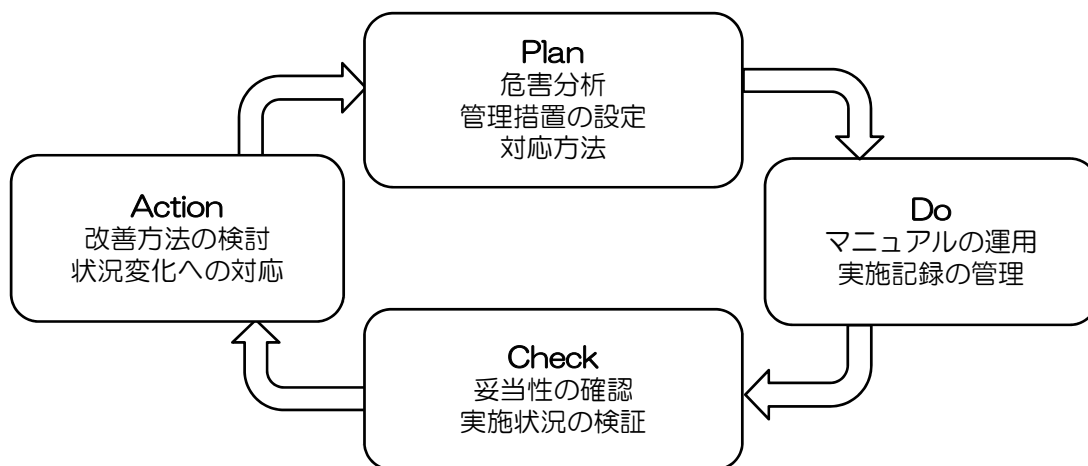 Plan
危害分析
管理措置の設定
対応方法
Do
マニュアルの運用
実施記録の管理
Check
妥当性の確認
実施状況の検証
Action
改善方法の検討
状況変化への対応